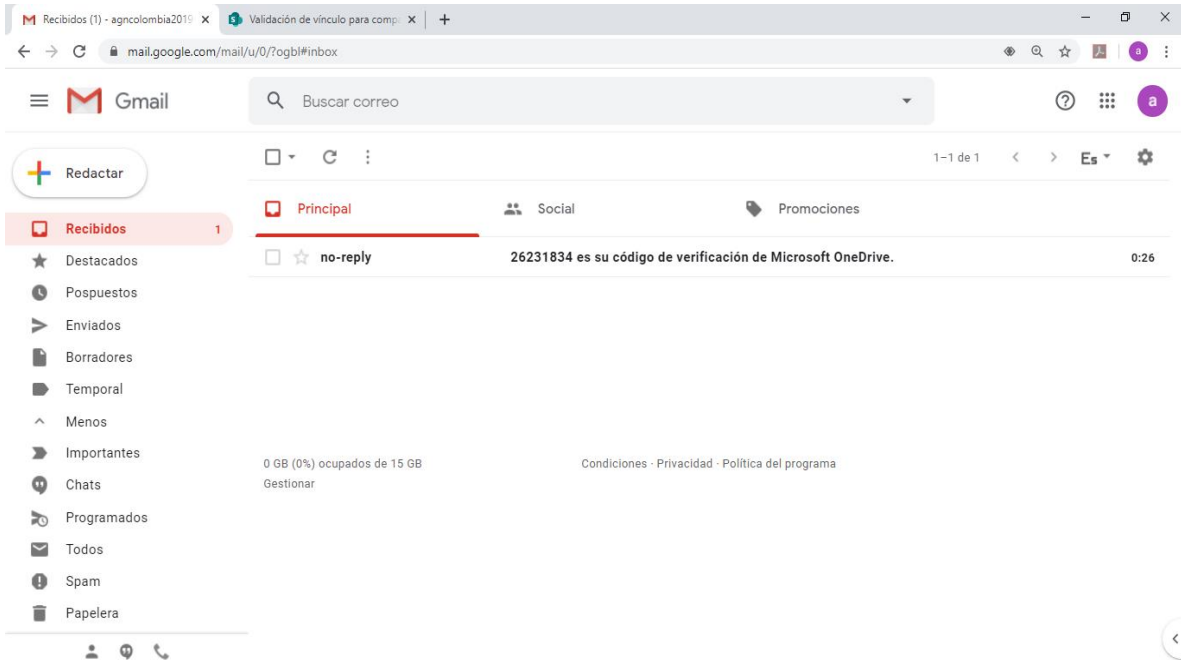 Recibidos (1) - agncolombia2019
Validación de vínculo para comp
mail.google.com/mail/u/0/?ogbl#inbox
a
Gmail
Buscar correo
a
Redactar
1–1 de 1
Es
Principal
Social
Promociones
Recibidos 1
no-reply 26231834 es su código de verificación de Microsoft OneDrive. 0:26
Destacados
Pospuestos
Enviados
Borradores
Temporal
Menos
Importantes
Chats
Programados
Todos
Spam
Papelera
0 GB (0%) ocupados de 15 GB
Gestionar
Condiciones · Privacidad · Política del programa